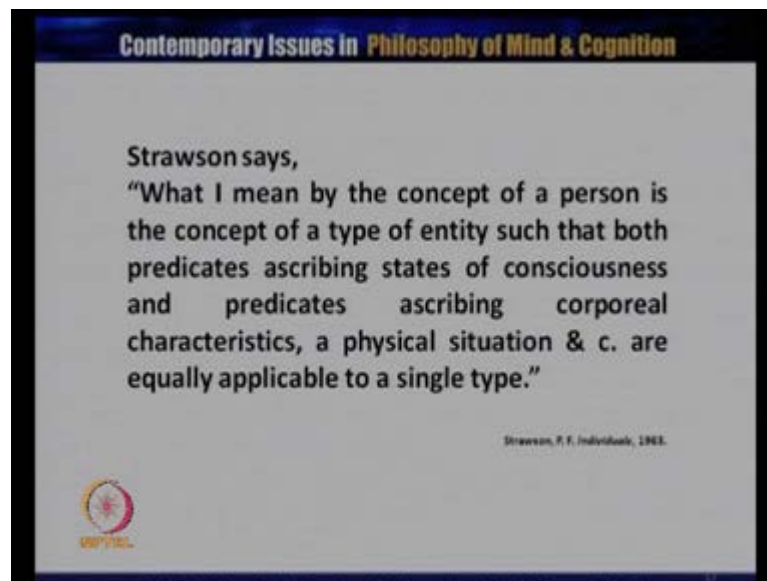 Contemporary Issues in Philosophy of Mind & Cognition
Strawson says,
“What I mean by the concept of a person is
the concept of a type of entity such that both
predicates ascribing states of consciousness
and predicates ascribing corporeal
characteristics, a physical situation & c. are
equally applicable to a single type.”
Strawson, P. F. Individuals, 1963.
NPTEL